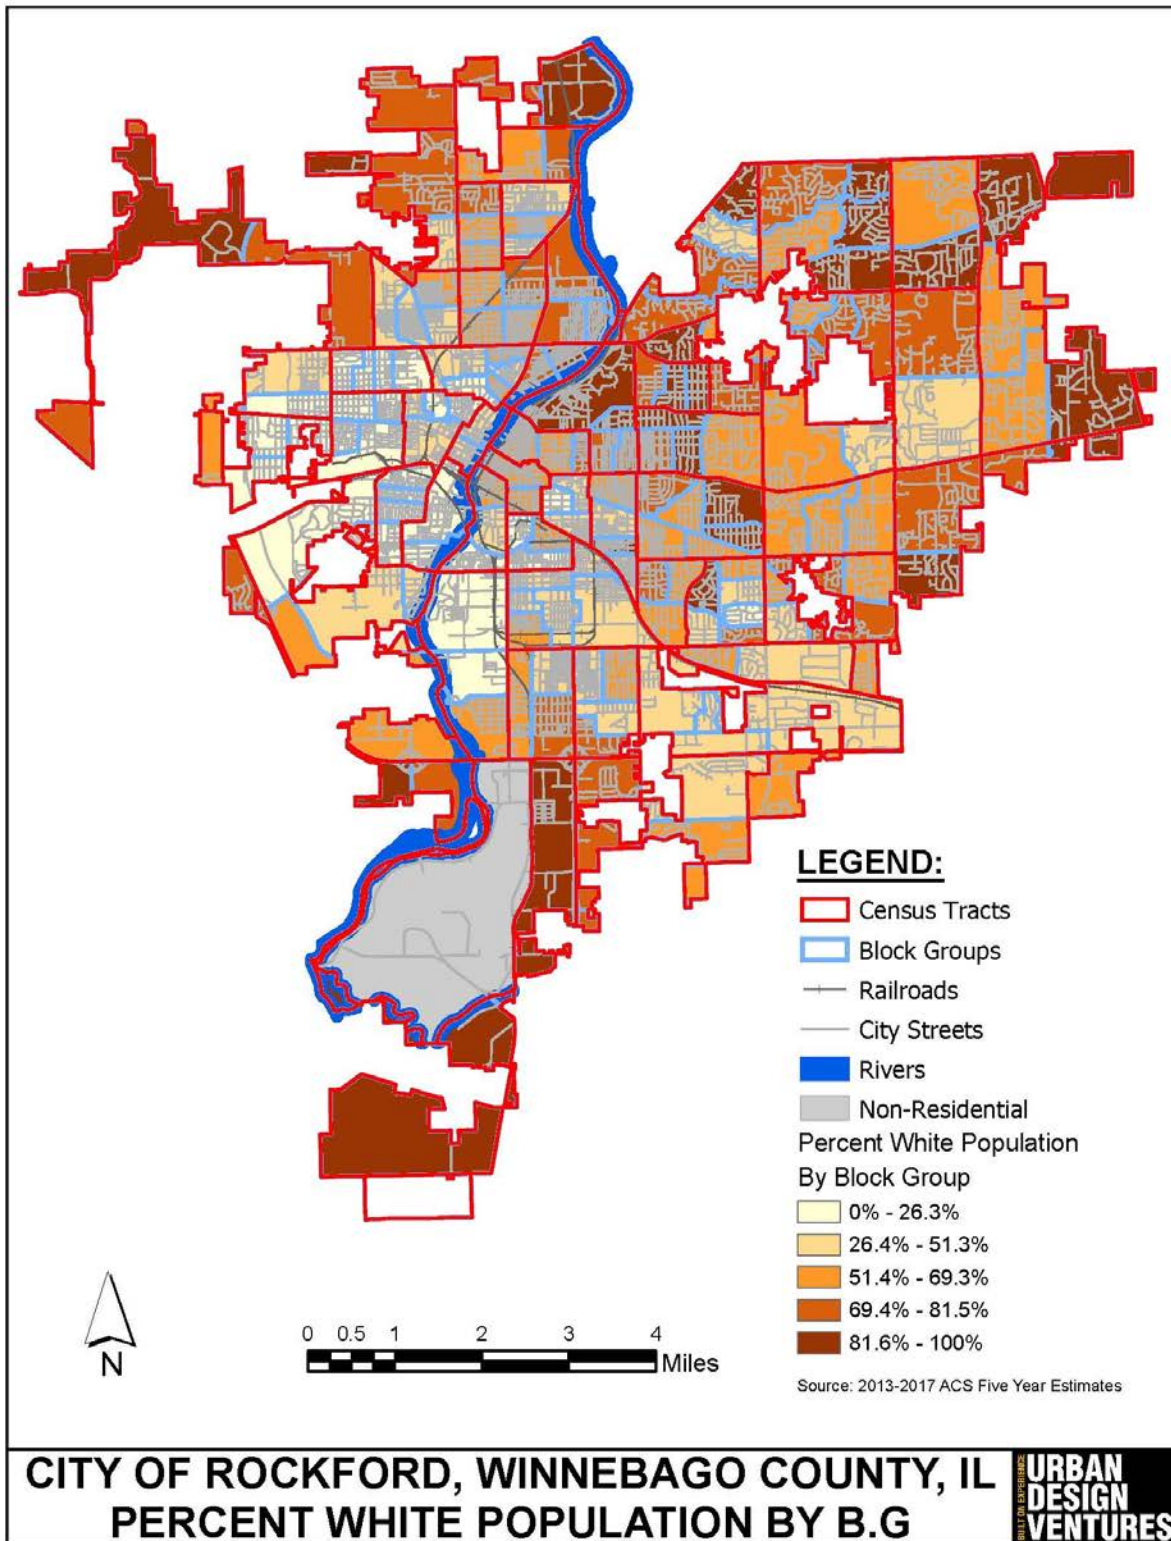 LEGEND:
Census Tracts
Block Groups
Railroads
City Streets
Rivers
Non-Residential
Percent White Population
By Block Group
0% - 26.3%
26.4% - 51.3%
51.4% - 69.3%
69.4% - 81.5%
81.6% - 100%
Source: 2013-2017 ACS Five Year Estimates
N
0 0.5 1 2 3 4
Miles
CITY OF ROCKFORD, WINNEBAGO COUNTY, IL
PERCENT WHITE POPULATION BY B.G
BUILT ON EXPERIENCE
URBAN
DESIGN
VENTURES